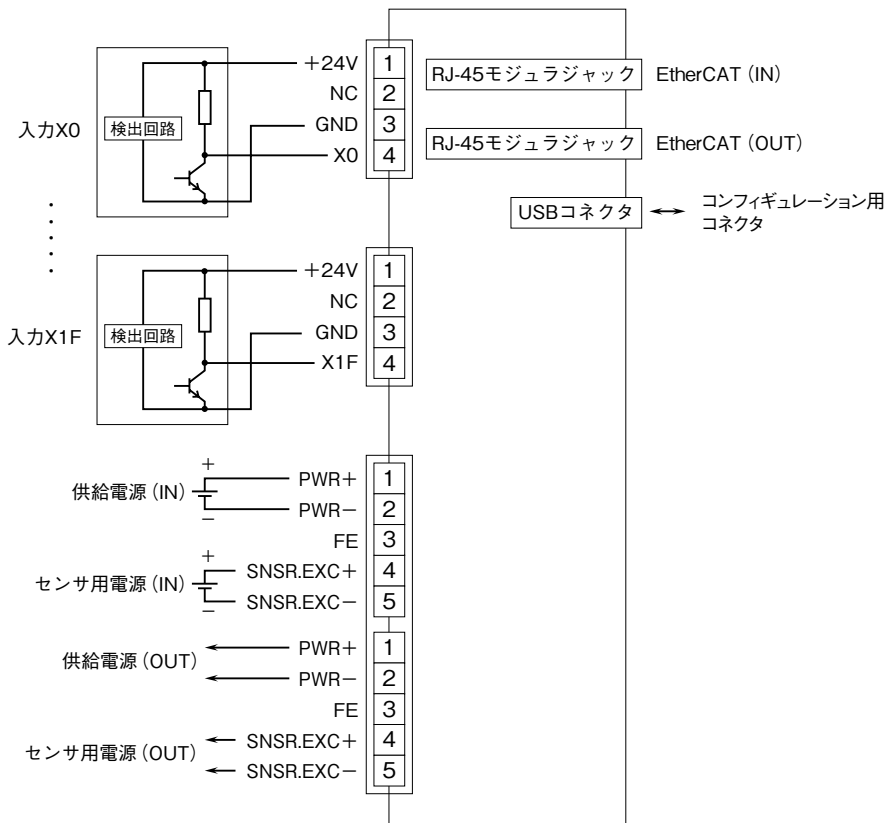 入力X0
検出回路
+24V 1
NC 2
GND 3
X0 4
RJ-45モジュラジャック EtherCAT (IN)
RJ-45モジュラジャック EtherCAT (OUT)
USBコネクタ コンフィギュレーション用
コネクタ
入力X1F
検出回路
+24V 1
NC 2
GND 3
X1F 4
供給電源 (IN)
+
−
PWR+ 1
PWR− 2
FE 3
センサ用電源 (IN)
+
−
SNSR.EXC+ 4
SNSR.EXC− 5
供給電源 (OUT)
PWR+ 1
PWR− 2
FE 3
センサ用電源 (OUT)
SNSR.EXC+ 4
SNSR.EXC− 5